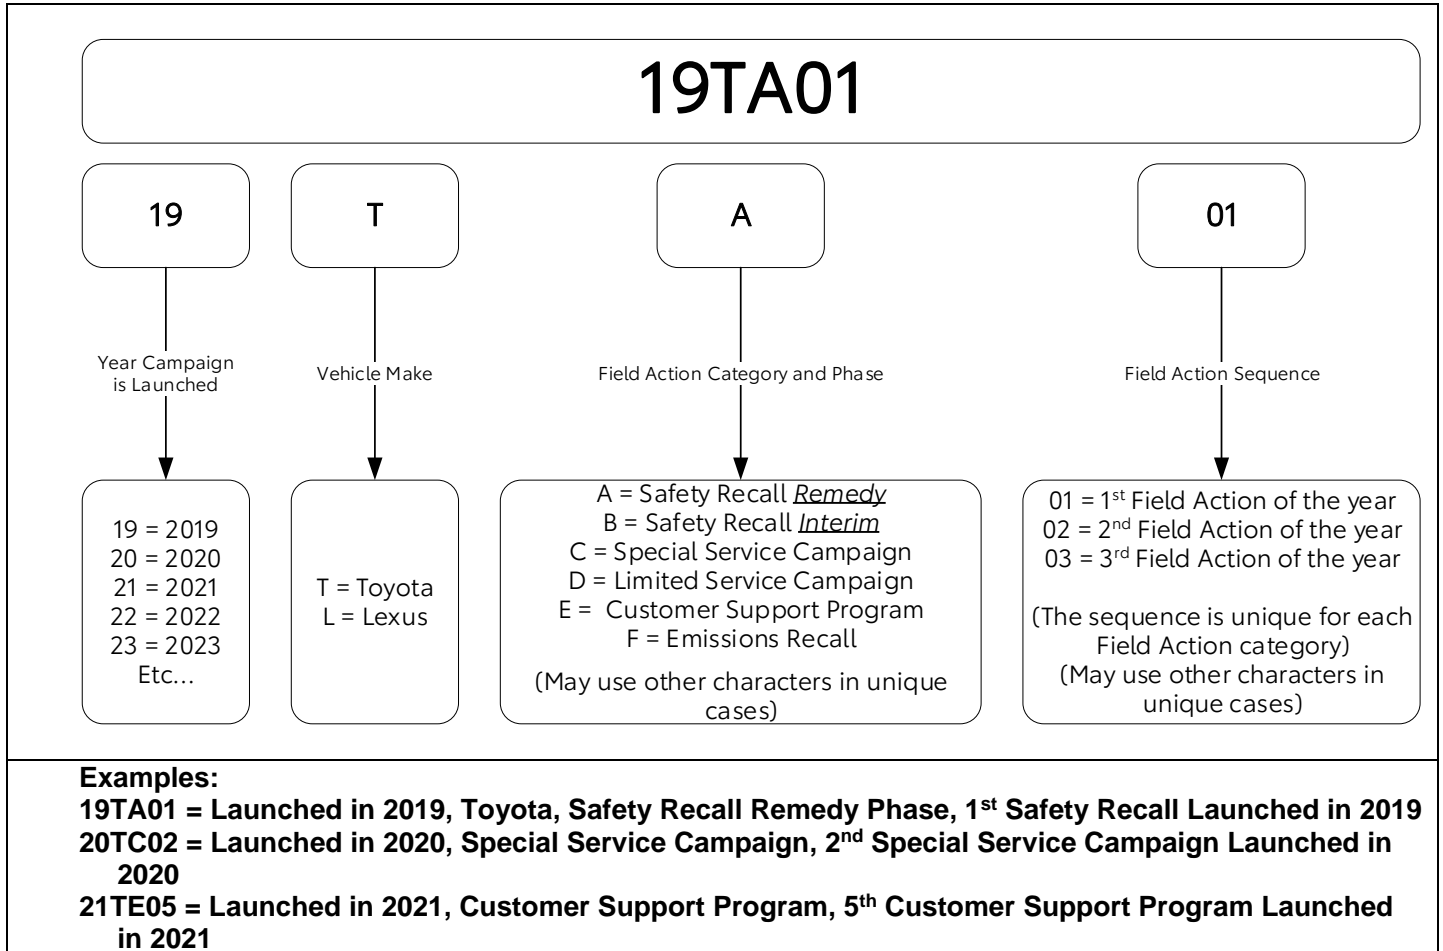 19TA01
19
T
A
01
Year Campaign
is Launched
Vehicle Make
Field Action Category and Phase
Field Action Sequence
19 = 2019
20 = 2020
21 = 2021
22 = 2022
23 = 2023
Etc...
T = Toyota
L = Lexus
A = Safety Recall Remedy
B = Safety Recall Interim
C = Special Service Campaign
D = Limited Service Campaign
E =  Customer Support Program
F = Emissions Recall
(May use other characters in unique
cases)
01 = 1st Field Action of the year
02 = 2nd Field Action of the year
03 = 3rd Field Action of the year
(The sequence is unique for each
Field Action category)
(May use other characters in
unique cases)
Examples:
19TA01 = Launched in 2019, Toyota, Safety Recall Remedy Phase, 1st Safety Recall Launched in 2019
20TC02 = Launched in 2020, Special Service Campaign, 2nd Special Service Campaign Launched in
2020
21TE05 = Launched in 2021, Customer Support Program, 5th Customer Support Program Launched
in 2021